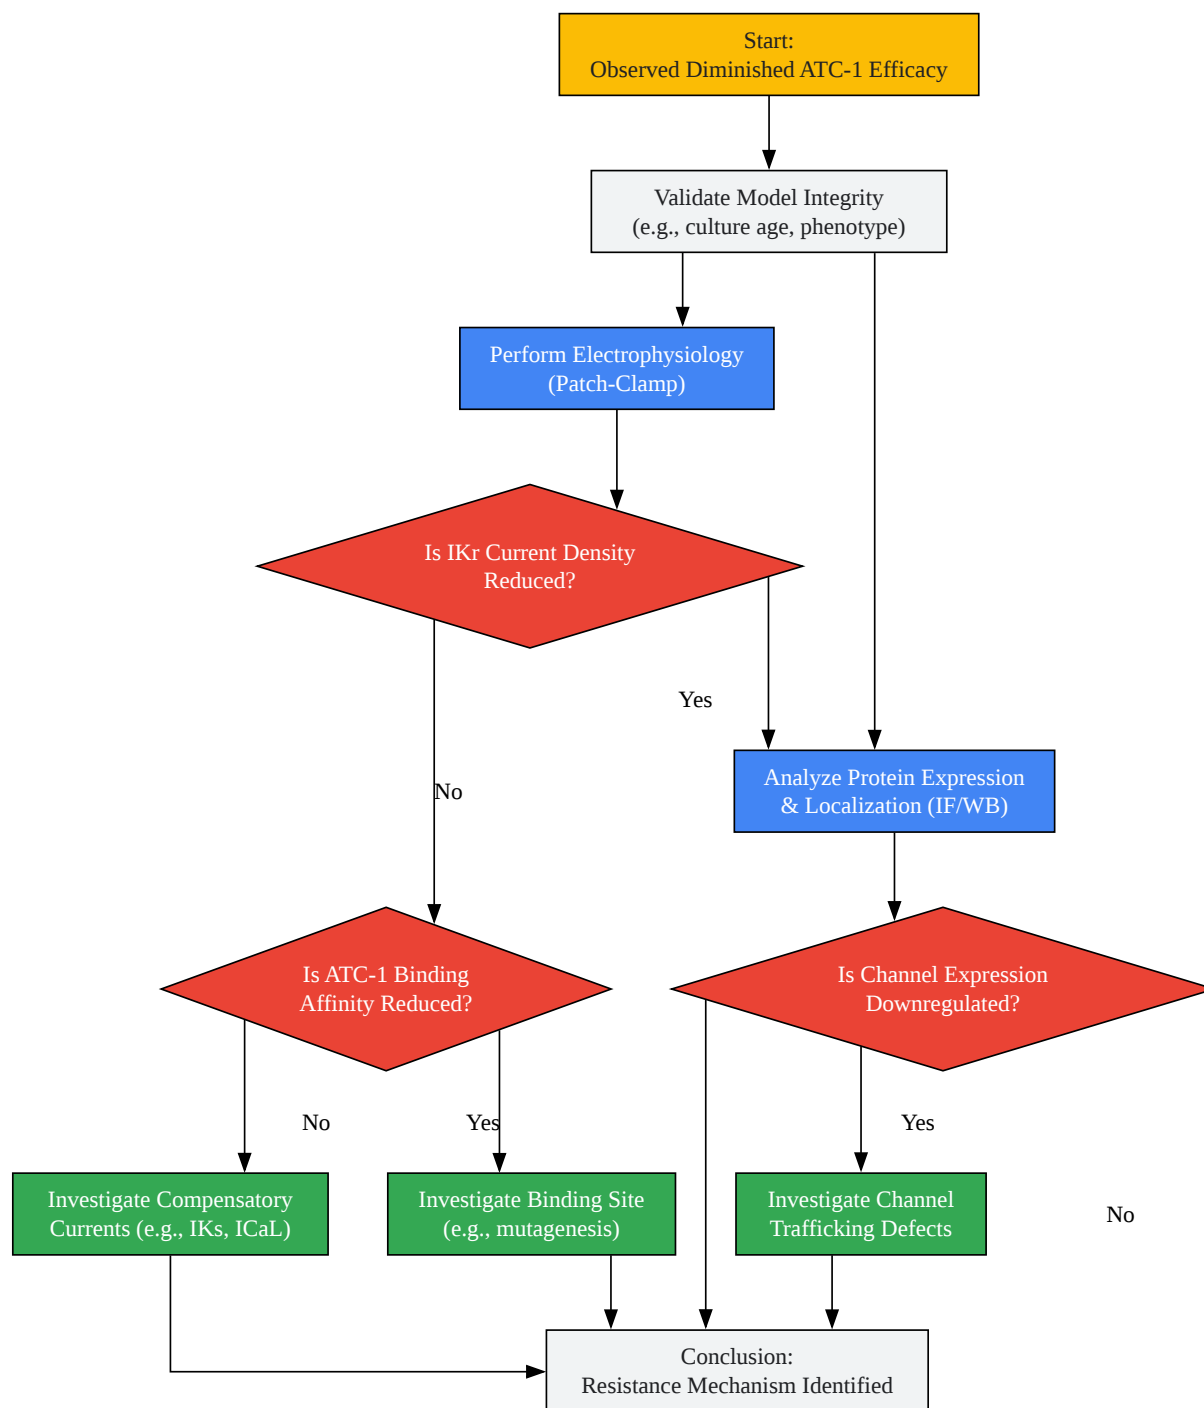 Start:
Observed Diminished ATC-1 Efficacy
Validate Model Integrity
(e.g., culture age, phenotype)
Perform Electrophysiology
(Patch-Clamp)
Is IKr Current Density
Reduced?
Yes
Analyze Protein Expression
& Localization (IF/WB)
No
Is ATC-1 Binding
Affinity Reduced?
Is Channel Expression
Downregulated?
No
Yes
Yes
No
Investigate Compensatory
Currents (e.g., IKs, ICaL)
Investigate Binding Site
(e.g., mutagenesis)
Investigate Channel
Trafficking Defects
Conclusion:
Resistance Mechanism Identified